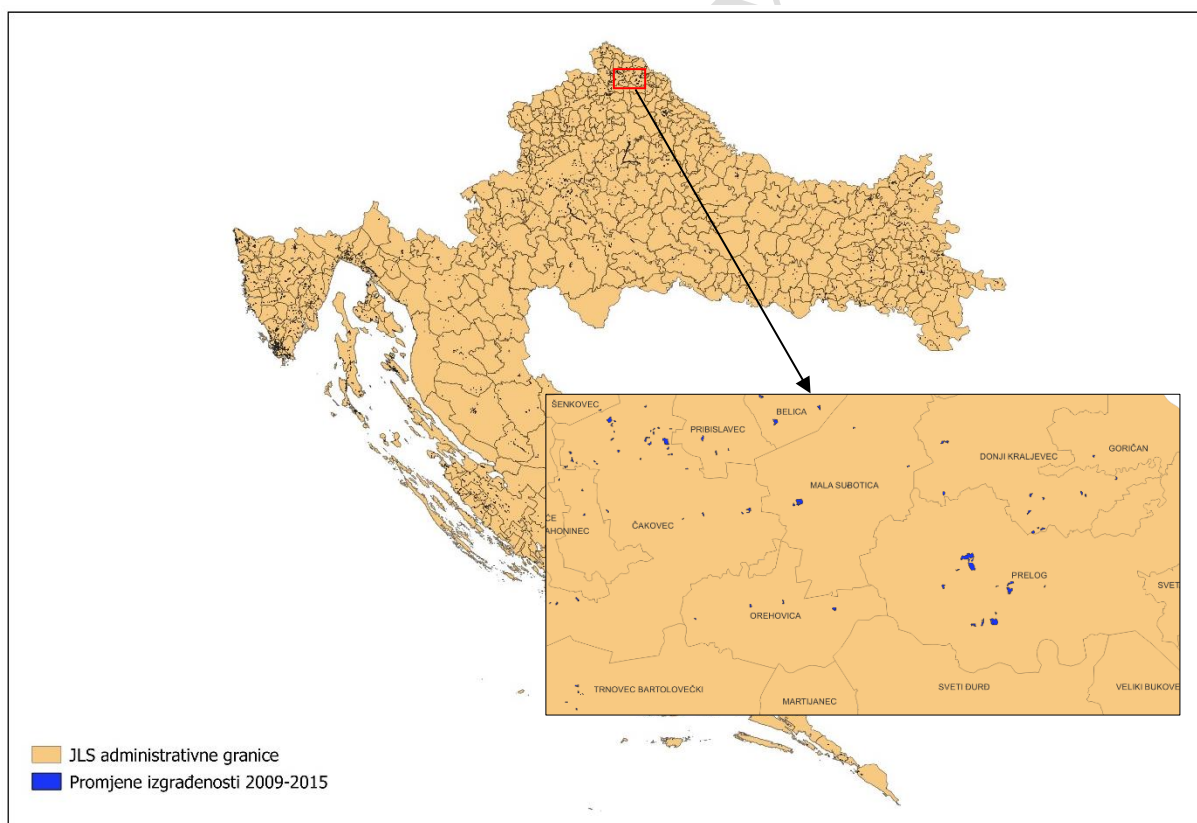 ŠENKOVEC
BELICA
PRIBISLAVEC
DONJI KRALJEVEC
GORIČAN
MALA SUBOTICA
ČAKOVEC
AHONINEC
PRELOG
OREHOVICA
TRNOVEC BARTOLOVEČKI
MARTIJANEC
SVETI ĐURĐ
VELIKI BUKOVE
JLS administrativne granice
Promjene izgrađenosti 2009-2015